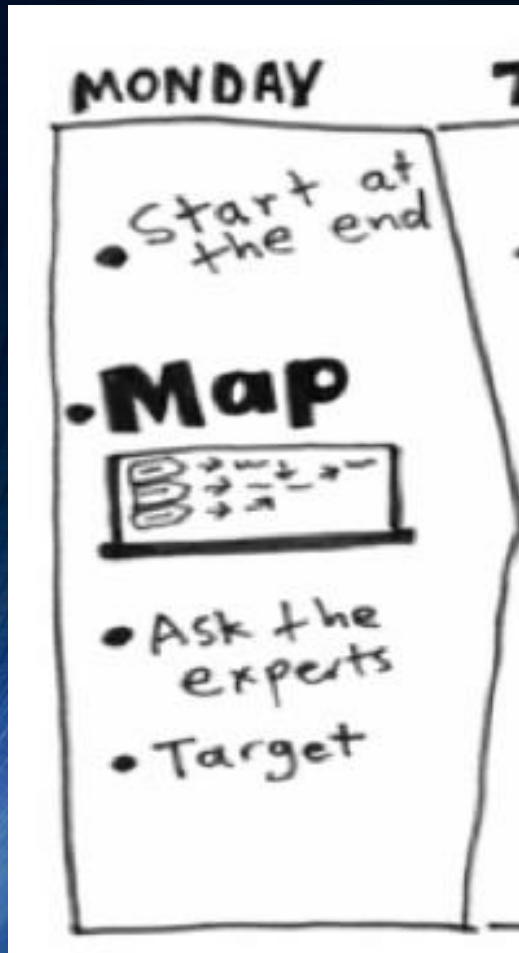 MONDAY
• Start at
the end
• Map
• Ask the
experts
• Target